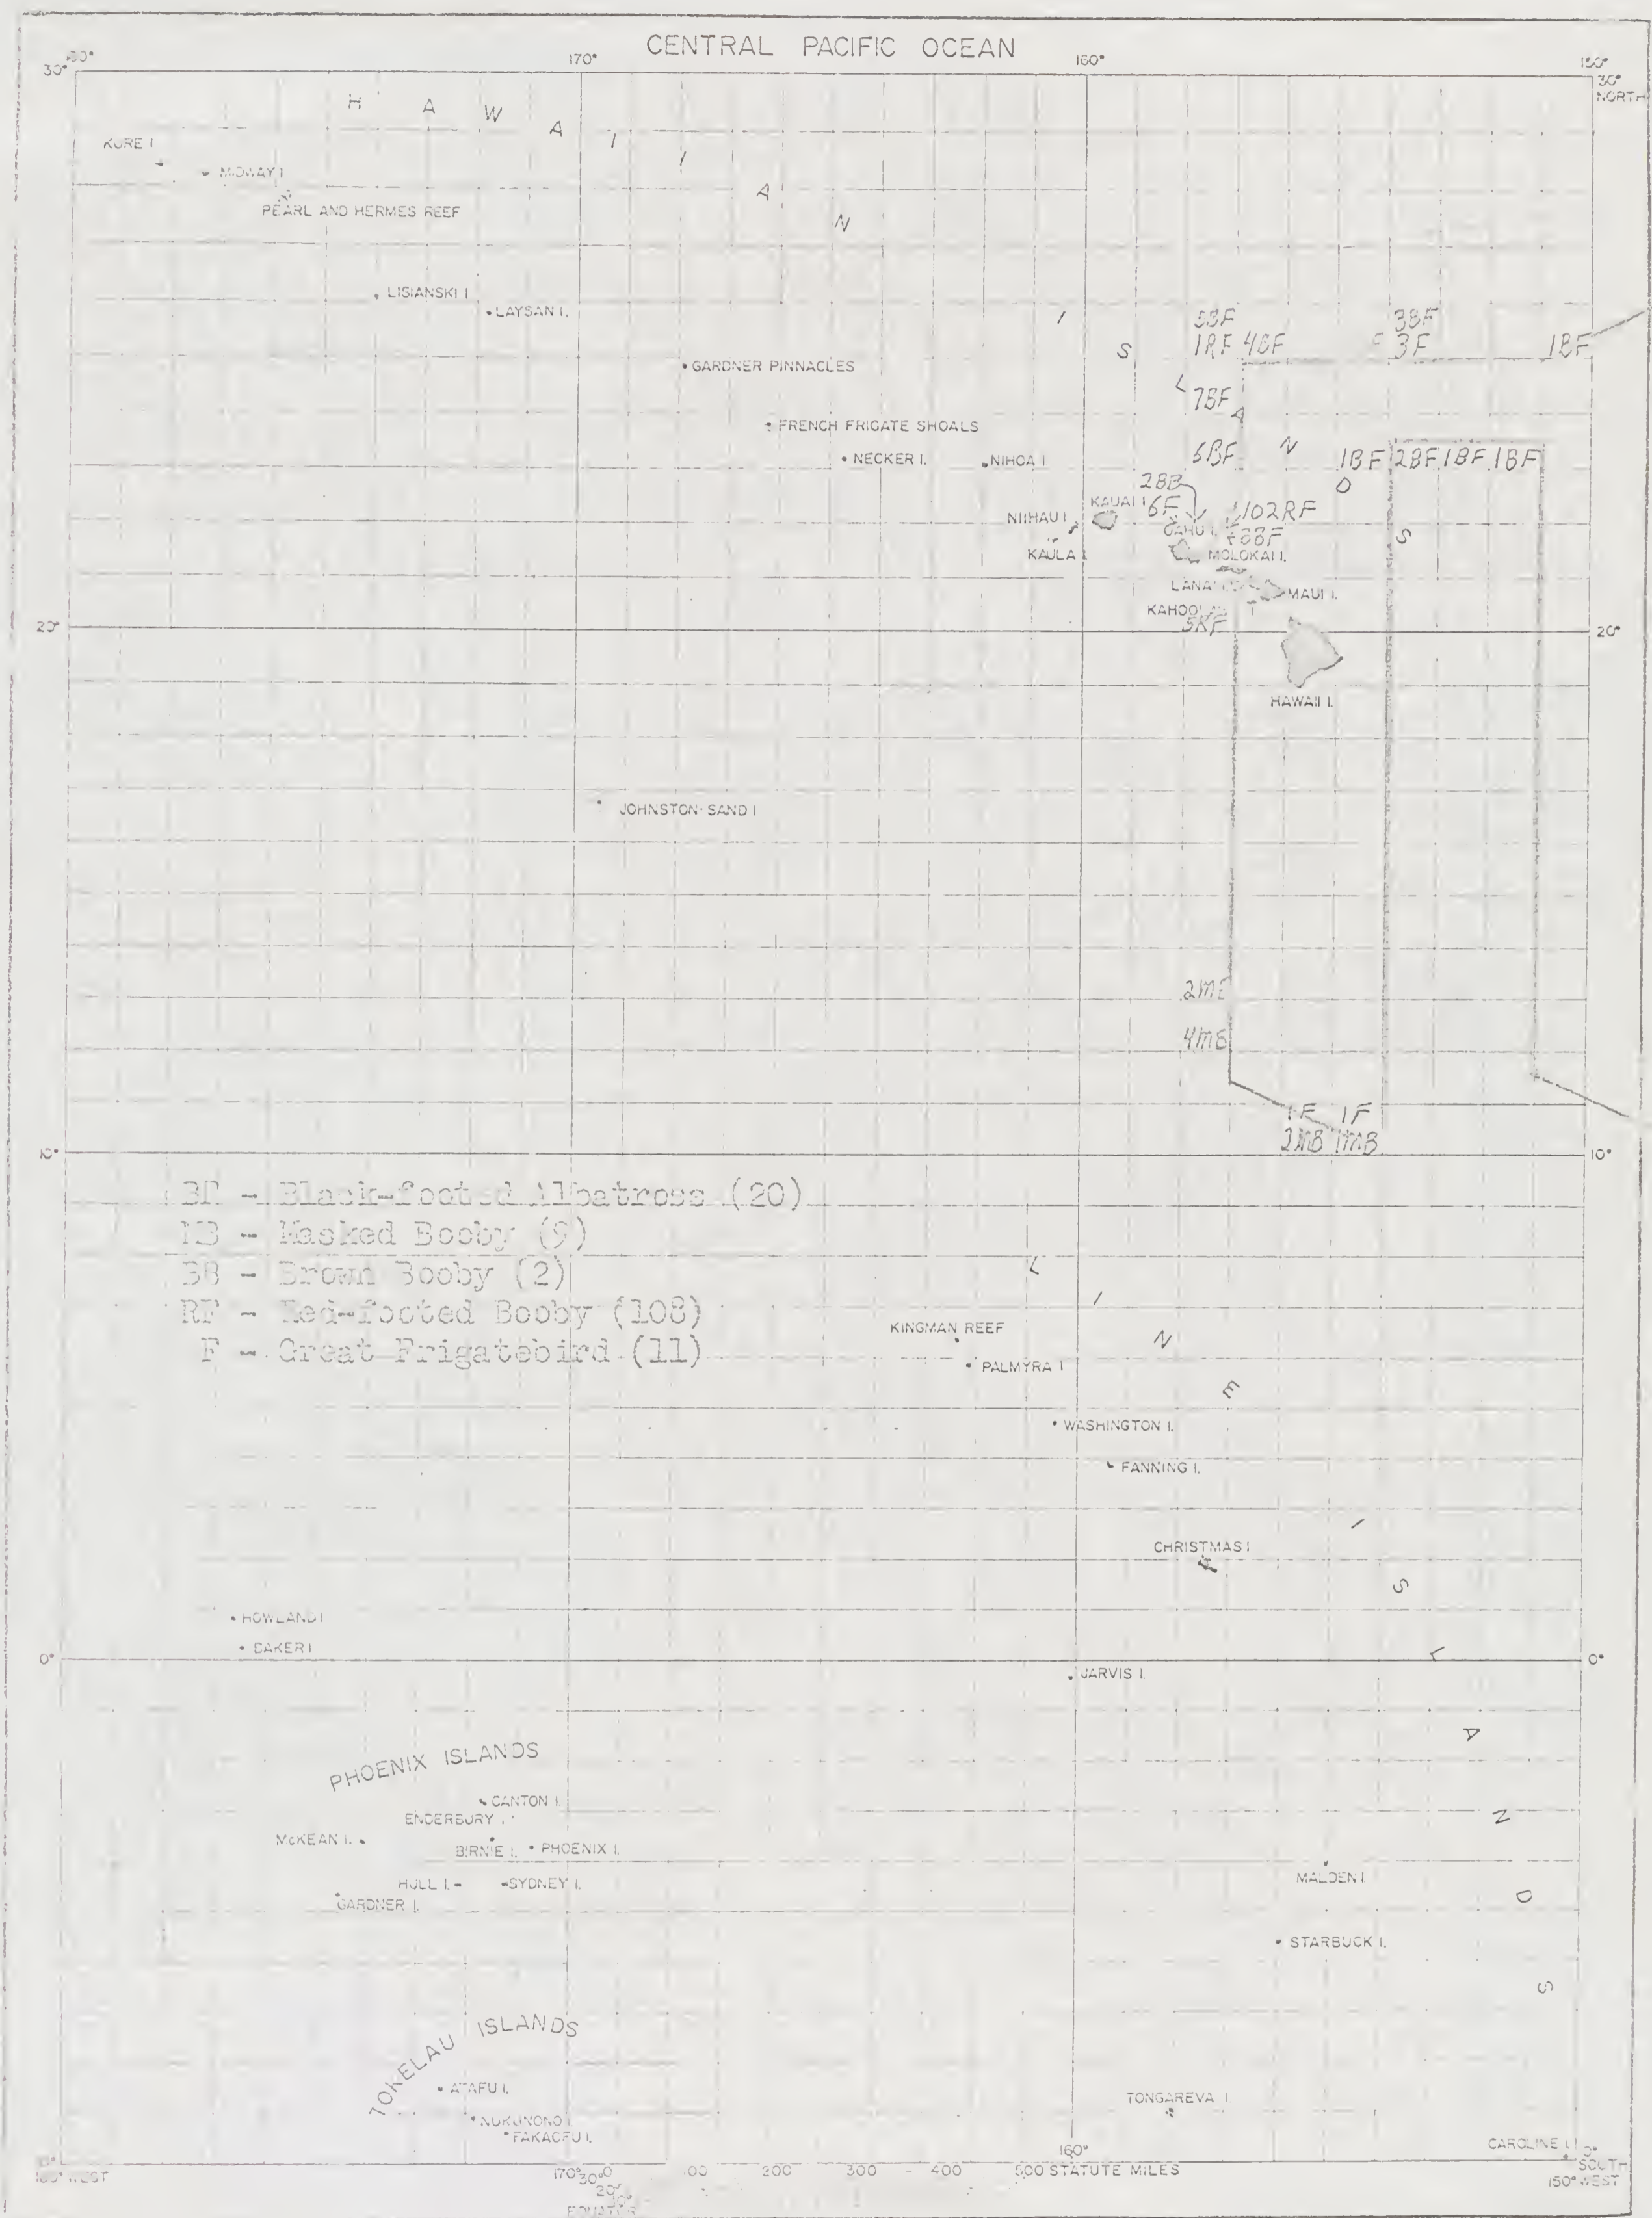 CENTRAL PACIFIC OCEAN
170° 160° 150°
30° 30°
NORTH
H A W A I I A N I S L A N D S
KURE I
MIDWAY I
PEARL AND HERMES REEF
LISIANSKI I
LAYSAN I.
GARDNER PINNACLES
FRENCH FRIGATE SHOALS
NECKER I.
NIHOA I
3BF
1RF 4BF 3F 1BF
7BF
6BF 1BF 2BF 1BF 1BF
2BB
KAUAI 6F 102RF
NIIHAU I
OAHU I.
KAULA
MOLOKAI I.
MAUI I.
5RF
20° 20°
HAWAII I.
JOHNSTON-SAND I
4MB
1F 1F
2MB 1MB
10° 10°
BF - Black-footed Albatross (20)
MB - Masked Booby (9)
BB - Brown Booby (2)
RF - Red-footed Booby (108)
F - Great Frigatebird (11)
L I N E I S L A N D S
KINGMAN REEF
PALMYRA I
WASHINGTON I.
FANNING I.
CHRISTMAS I
HOWLAND I
BAKER I
0° 0°
JARVIS I.
PHOENIX ISLANDS
CANTON I.
ENDERBURY I
McKEAN I.
BIRNIE I. PHOENIX I.
HULL I. SYDNEY I.
GARDNER I.
MALDEN I.
STARBUCK I.
TOKELAU ISLANDS
ATAFU I.
NUKUNONO I
FAKAOFU I.
TONGAREVA I.
CAROLINE I
160°
SOUTH
180° WEST 170° 200 300 400 500 STATUTE MILES 150° WEST
EQUATOR